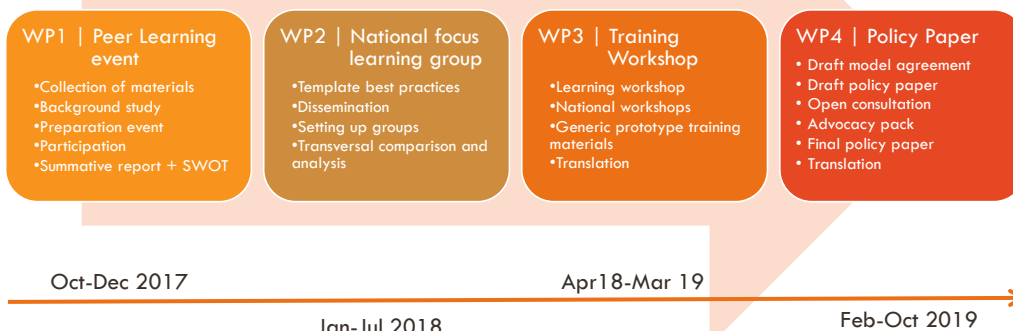 WP1 | Peer Learning
event
•Collection of materials
•Background study
•Preparation event
•Participation
•Summative report + SWOT
WP2 | National focus
learning group
•Template best practices
•Dissemination
•Setting up groups
•Transversal comparison and
analysis
WP3 | Training
Workshop
•Learning workshop
•National workshops
•Generic prototype training
materials
•Translation
WP4 | Policy Paper
• Draft model agreement
• Draft policy paper
• Open consultation
• Advocacy pack
• Final policy paper
• Translation
Oct-Dec 2017
Jan-Jul 2018
Apr18-Mar 19
Feb-Oct 2019